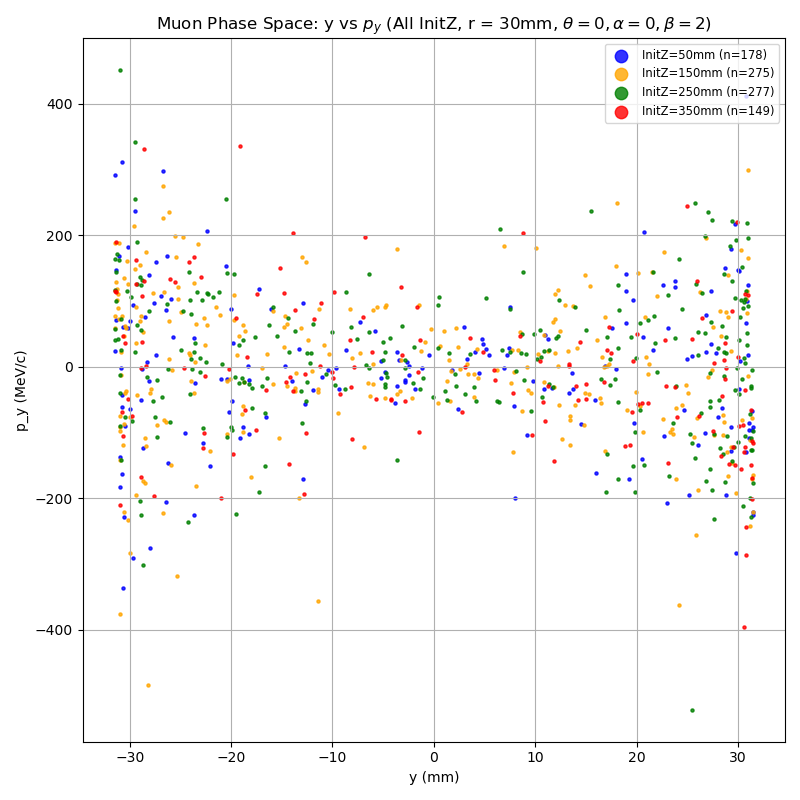 Muon Phase Space: y vs p_y (All InitZ, r = 30mm, θ = 0, α = 0, β = 2)
InitZ=50mm (n=178)
InitZ=150mm (n=275)
InitZ=250mm (n=277)
InitZ=350mm (n=149)
400
200
0
−200
−400
p_y (MeV/c)
−30 −20 −10 0 10 20 30
y (mm)